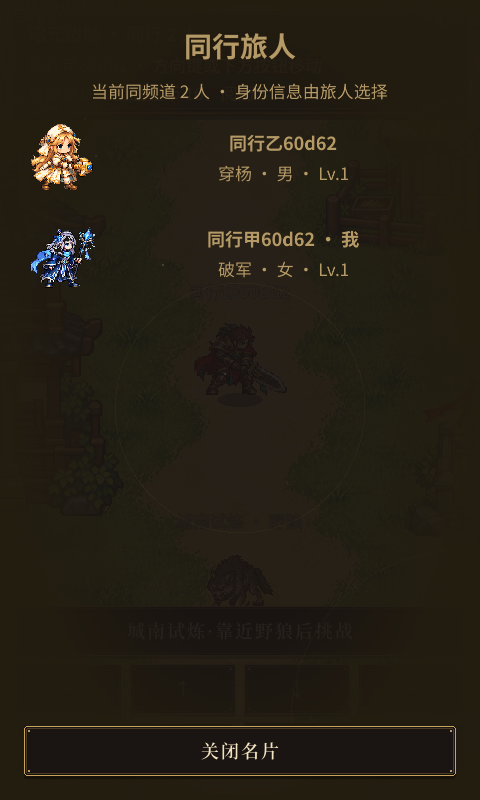 同行旅人
当前同频道 2 人 · 身份信息由旅人选择
同行乙60d62
穿杨 · 男 · Lv.1
同行甲60d62 · 我
破军 · 女 · Lv.1
城南试炼·靠近野狼后挑战
关闭名片